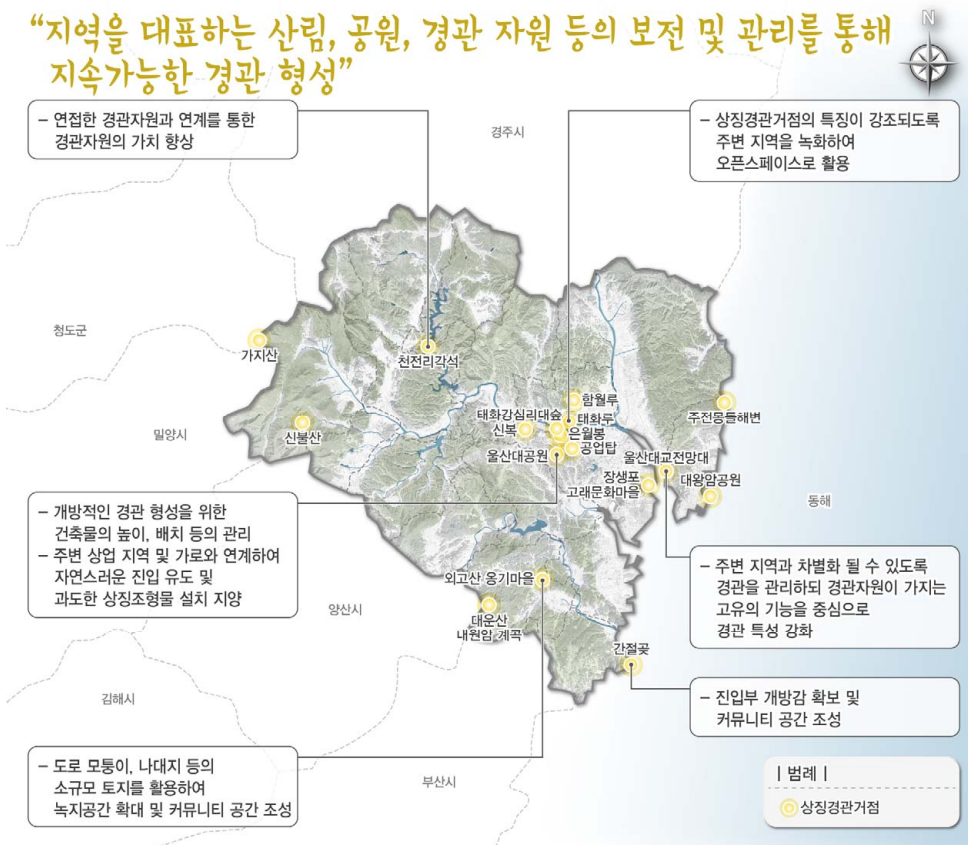 “지역을 대표하는 산림, 공원, 경관 자원 등의 보전 및 관리를 통해
지속가능한 경관 형성”
N
– 연접한 경관자원과 연계를 통한
경관자원의 가치 향상
경주시
– 상징경관거점의 특징이 강조되도록
주변 지역을 녹화하여
오픈스페이스로 활용
청도군
가지산
천전리각석
함월루
태화강십리대숲
태화루
주전몽돌해변
밀양시
신불산
신복
은월봉
공업탑
울산대공원
울산대교전망대
장생포
고래문화마을
대왕암공원
동해
– 개방적인 경관 형성을 위한
건축물의 높이, 배치 등의 관리
– 주변 상업 지역 및 가로와 연계하여
자연스러운 진입 유도 및
과도한 상징조형물 설치 지양
외고산 옹기마을
– 주변 지역과 차별화 될 수 있도록
경관을 관리하되 경관자원이 가지는
고유의 기능을 중심으로
경관 특성 강화
양산시
대운산
내원암 계곡
간절곶
김해시
– 진입부 개방감 확보 및
커뮤니티 공간 조성
– 도로 모퉁이, 나대지 등의
소규모 토지를 활용하여
녹지공간 확대 및 커뮤니티 공간 조성
부산시
| 범례 |
상징경관거점